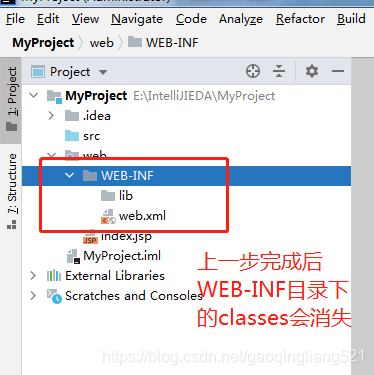 File Edit View Navigate Code Analyze Refactor Build
MyProject web WEB-INF
1: Project
7: Structure
Project
MyProject E:\IntelliJIEDA\MyProject
.idea
src
web
WEB-INF
lib
web.xml
index.jsp
MyProject.iml
External Libraries
Scratches and Consoles
上一步完成后
WEB-INF目录下
的classes会消失
https://blog.csdn.net/gaoqingliang521